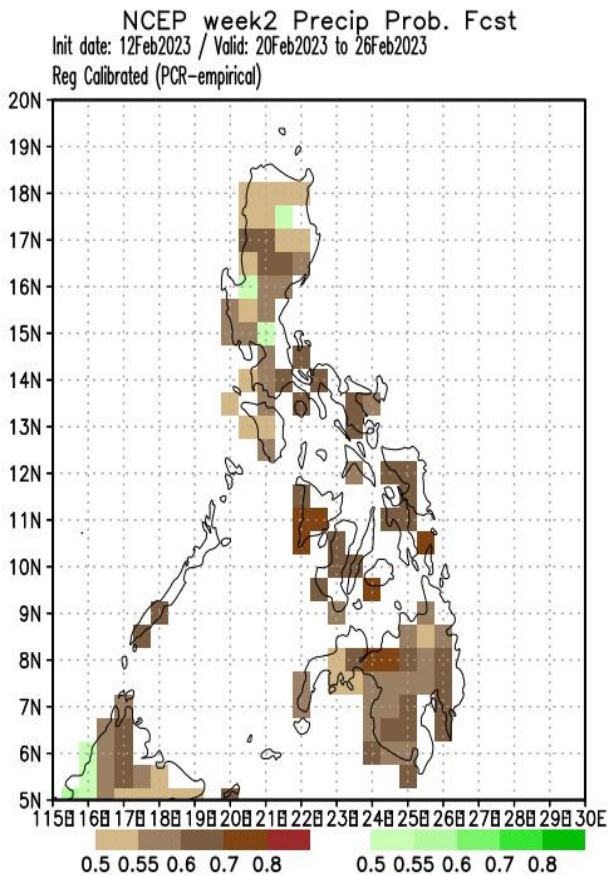 NCEP week2 Precip Prob. Fcst
Init date: 12Feb2023 / Valid: 20Feb2023 to 26Feb2023
Reg Calibrated (PCR-empirical)
20N
19N
18N
17N
16N
15N
14N
13N
12N
11N
10N
9N
8N
7N
6N
5N
115E 116E 117E 118E 119E 120E 121E 122E 123E 124E 125E 126E 127E 128E 129E 130E
0.5 0.55 0.6 0.7 0.8 0.5 0.55 0.6 0.7 0.8